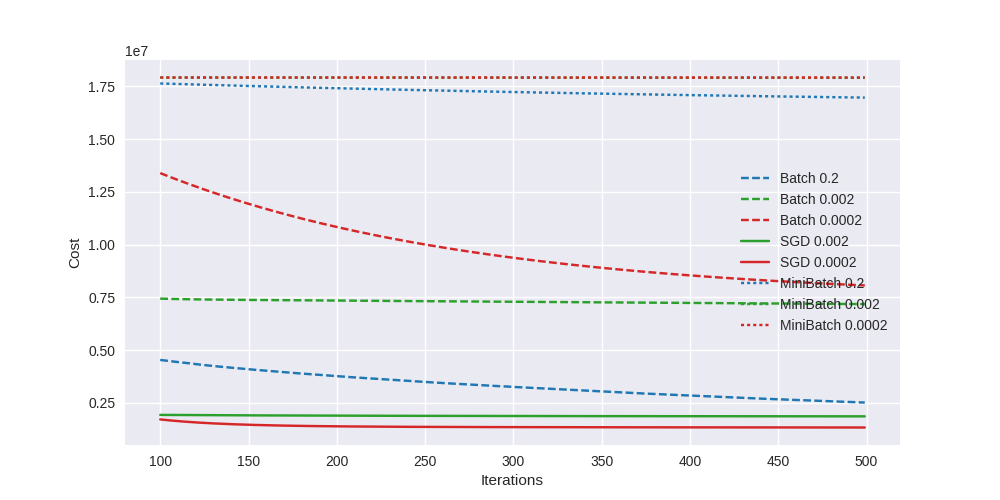 1e7
1.75
1.50
1.25
1.00
0.75
0.50
0.25
Cost
100 150 200 250 300 350 400 450 500
Iterations
Batch 0.2
Batch 0.002
Batch 0.0002
SGD 0.002
SGD 0.0002
MiniBatch 0.2
MiniBatch 0.002
MiniBatch 0.0002